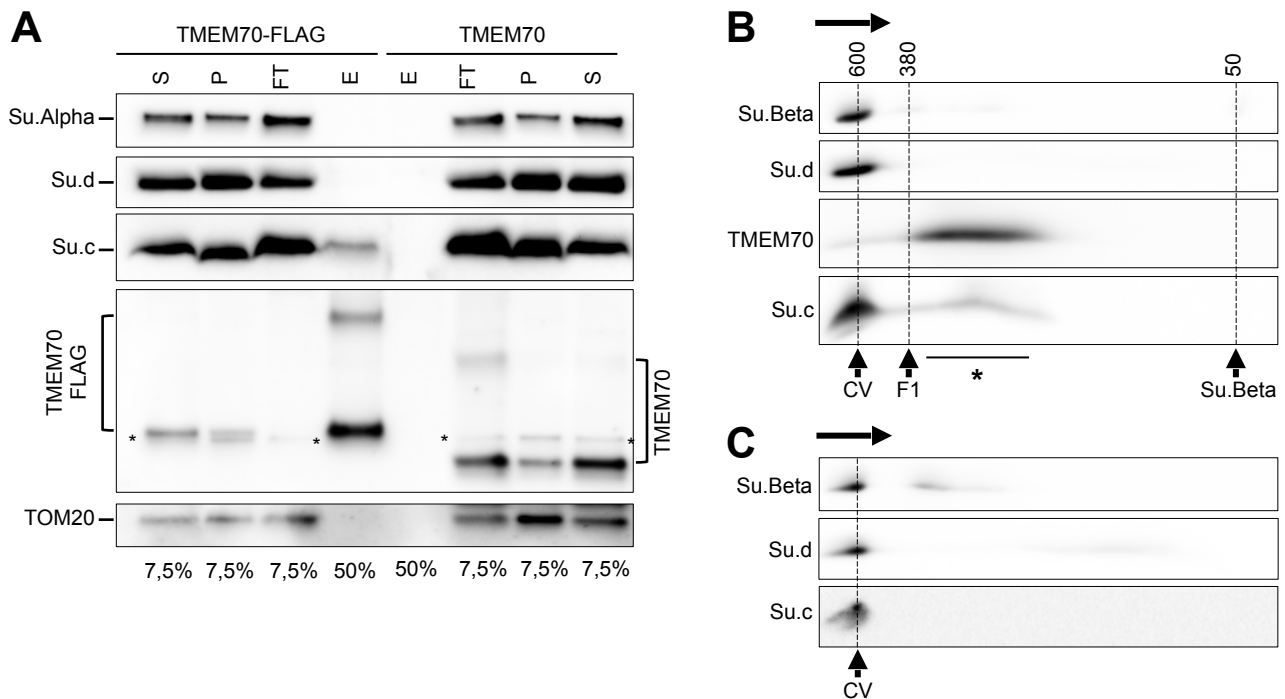 A
TMEM70-FLAG TMEM70
S P FT E E FT P S
Su.Alpha
Su.d
Su.c
TMEM70
FLAG
TMEM70
* * * *
TOM20
7,5% 7,5% 7,5% 50% 50% 7,5% 7,5% 7,5%
B
600 380 50
Su.Beta
Su.d
TMEM70
Su.c
CV F1 * Su.Beta
C
Su.Beta
Su.d
Su.c
CV